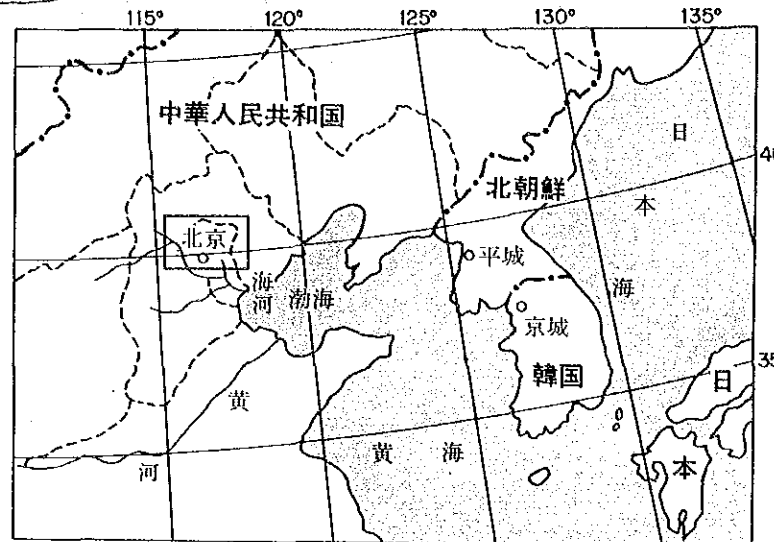 115° 120° 125° 130° 135°
中華人民共和国
日本海
40
北朝鮮
北京
平城
海河
渤海
京城
35
韓国
日本
黄河
黄海